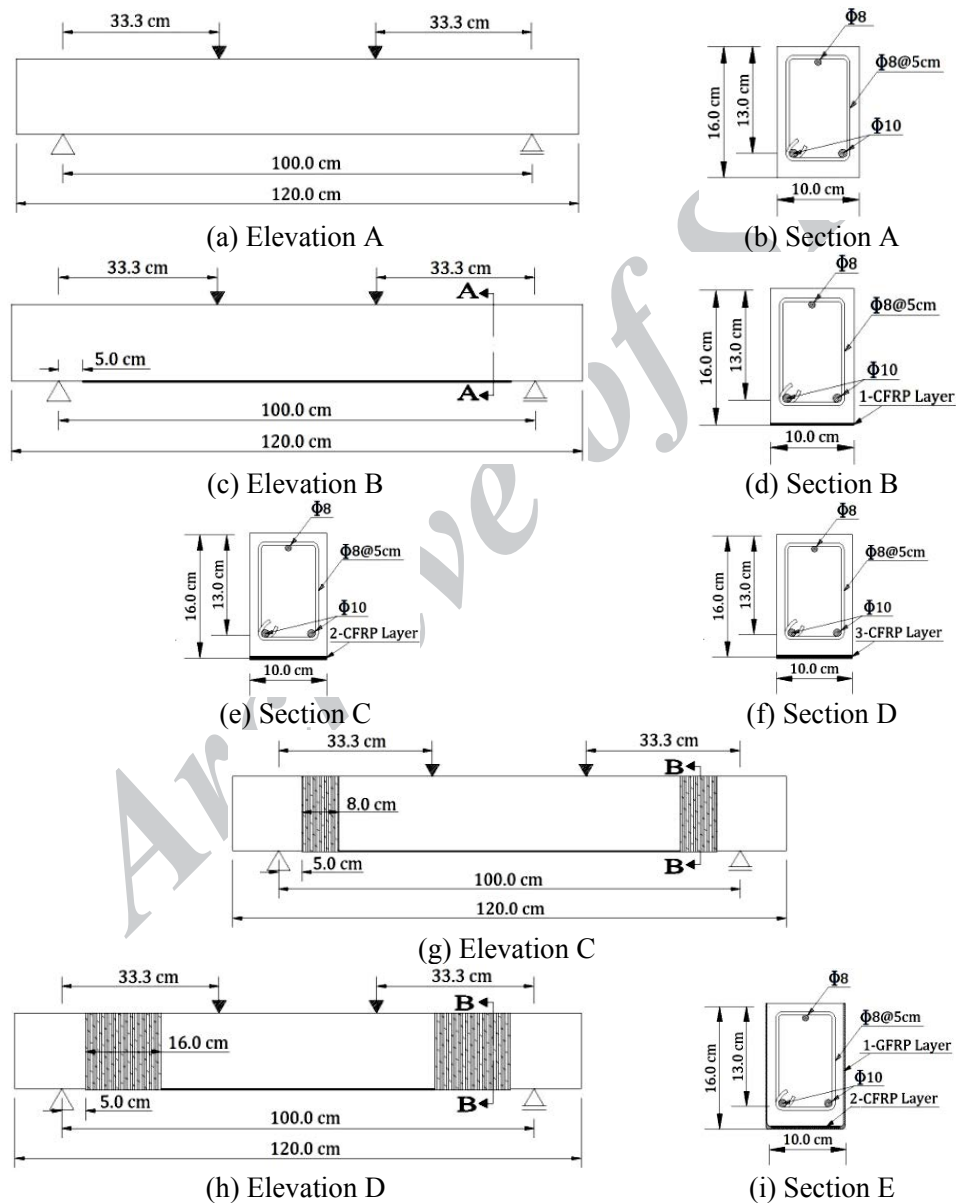 33.3 cm 33.3 cm
100.0 cm
120.0 cm
(a) Elevation A
Φ8
Φ8@5cm
Φ10
16.0 cm
13.0 cm
10.0 cm
(b) Section A
33.3 cm 33.3 cm
A
5.0 cm
A
100.0 cm
120.0 cm
(c) Elevation B
Φ8
Φ8@5cm
Φ10
1-CFRP Layer
16.0 cm
13.0 cm
10.0 cm
(d) Section B
Φ8
Φ8@5cm
Φ10
2-CFRP Layer
16.0 cm
13.0 cm
10.0 cm
(e) Section C
Φ8
Φ8@5cm
Φ10
3-CFRP Layer
16.0 cm
13.0 cm
10.0 cm
(f) Section D
33.3 cm 33.3 cm
B
8.0 cm
B
5.0 cm
100.0 cm
120.0 cm
(g) Elevation C
33.3 cm 33.3 cm
B
16.0 cm
B
5.0 cm
100.0 cm
120.0 cm
(h) Elevation D
Φ8
Φ8@5cm
1-GFRP Layer
Φ10
2-CFRP Layer
16.0 cm
13.0 cm
10.0 cm
(i) Section E